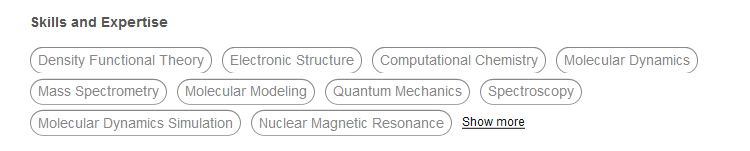 Skills and Expertise
Density Functional Theory Electronic Structure Computational Chemistry Molecular Dynamics
Mass Spectrometry Molecular Modeling Quantum Mechanics Spectroscopy
Molecular Dynamics Simulation Nuclear Magnetic Resonance Show more